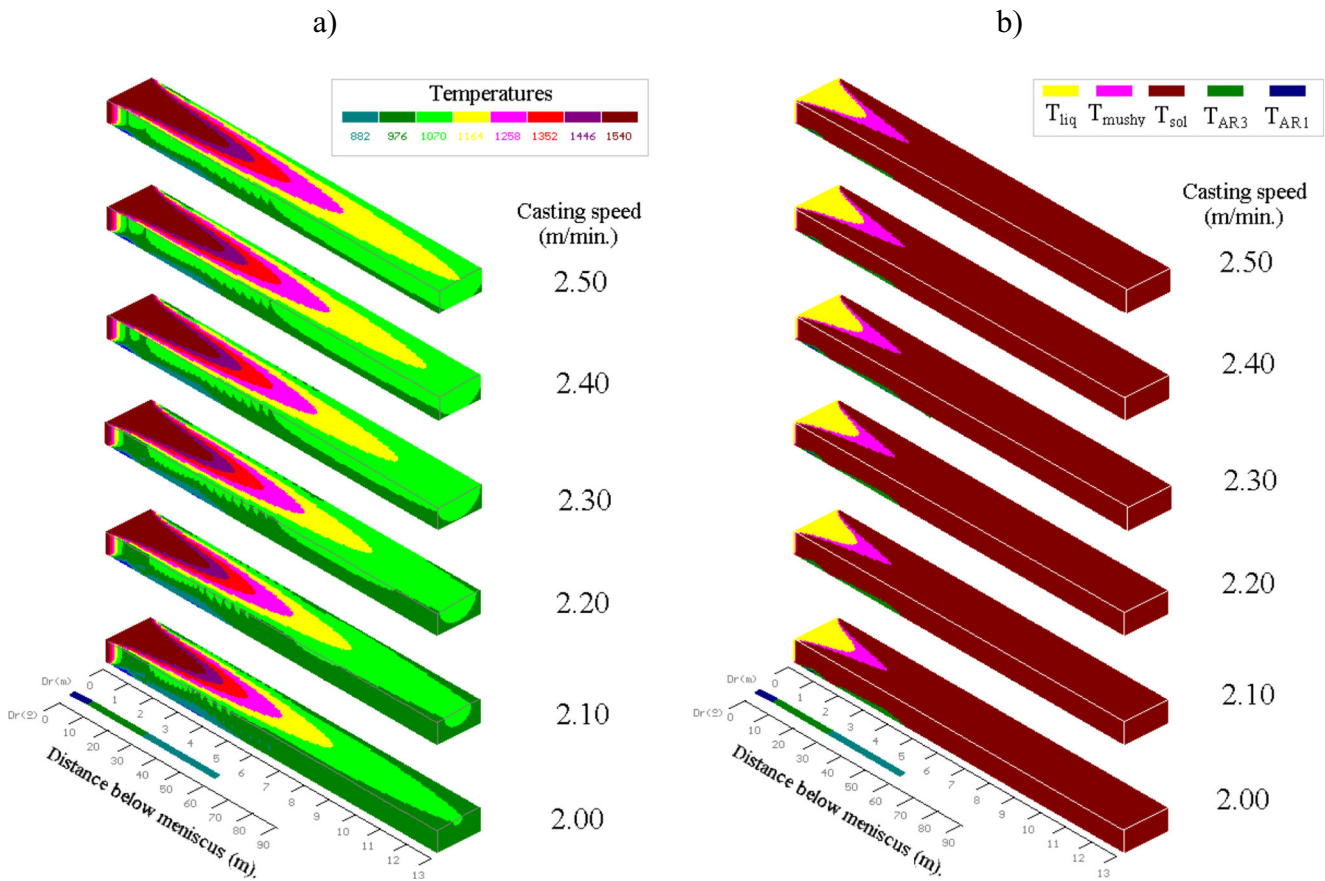 a)
Temperatures
882 976 1070 1164 1258 1352 1446 1540
Casting speed
(m/min.)
2.50
2.40
2.30
2.20
2.10
2.00
Dr(m) 0 1 2 3 4 5 6 7 8 9 10 11 12 13
Dr(º) 0 10 20 30 40 50 60 70 80 90
Distance below meniscus (m).
b)
Tliq Tmushy Tsol TAR3 TAR1
Casting speed
(m/min.)
2.50
2.40
2.30
2.20
2.10
2.00
Dr(m) 0 1 2 3 4 5 6 7 8 9 10 11 12 13
Dr(º) 0 10 20 30 40 50 60 70 80 90
Distance below meniscus (m).